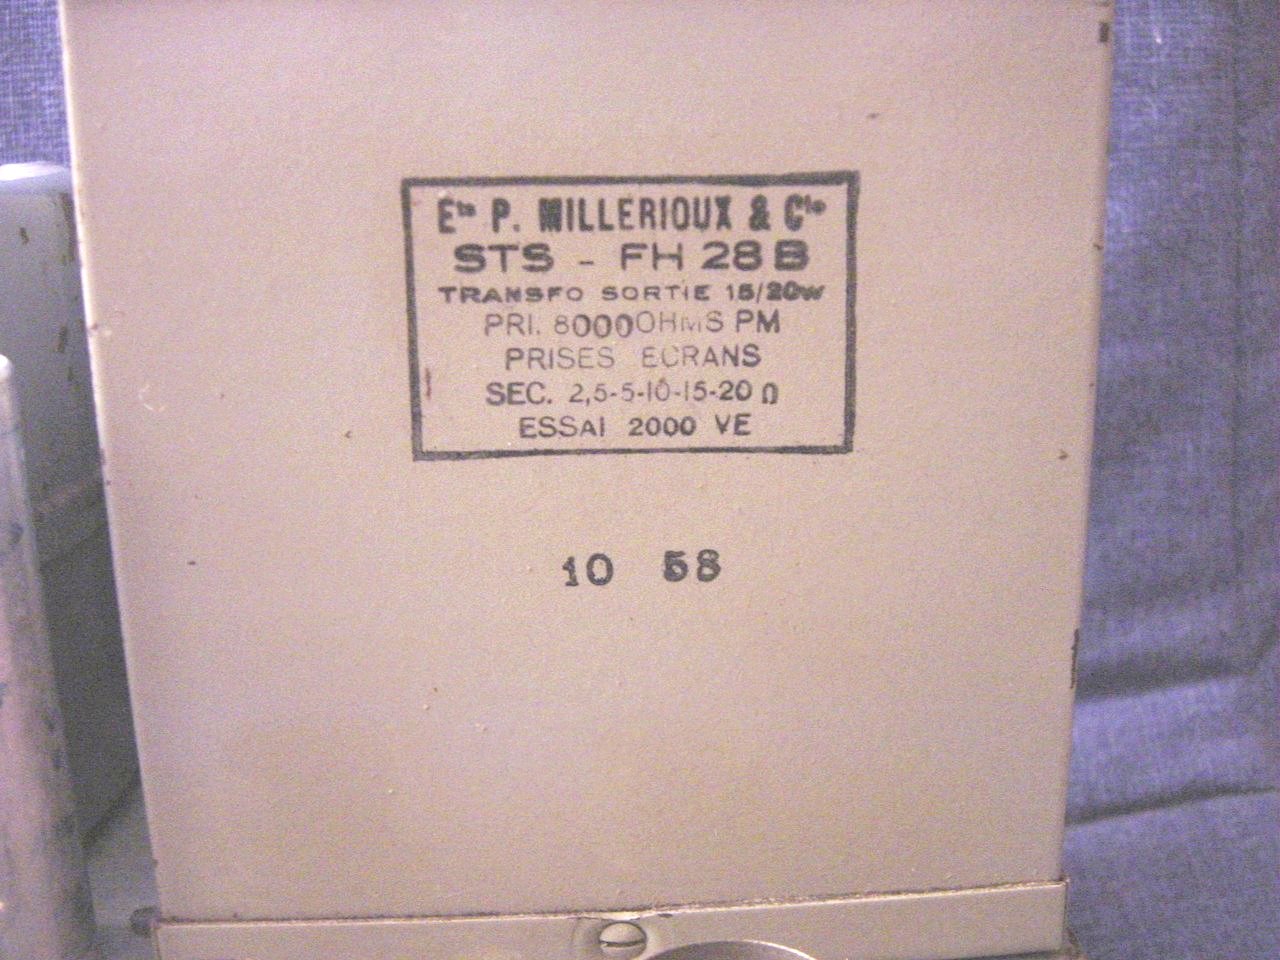 Ets P. MILLERIOUX & Cie
STS - FH 28 B
TRANSFO SORTIE 15/20W
PRI. 8000 OHMS PM
PRISES ECRANS
SEC. 2,5-5-10-15-20 Ω
ESSAI 2000 VE
10 58